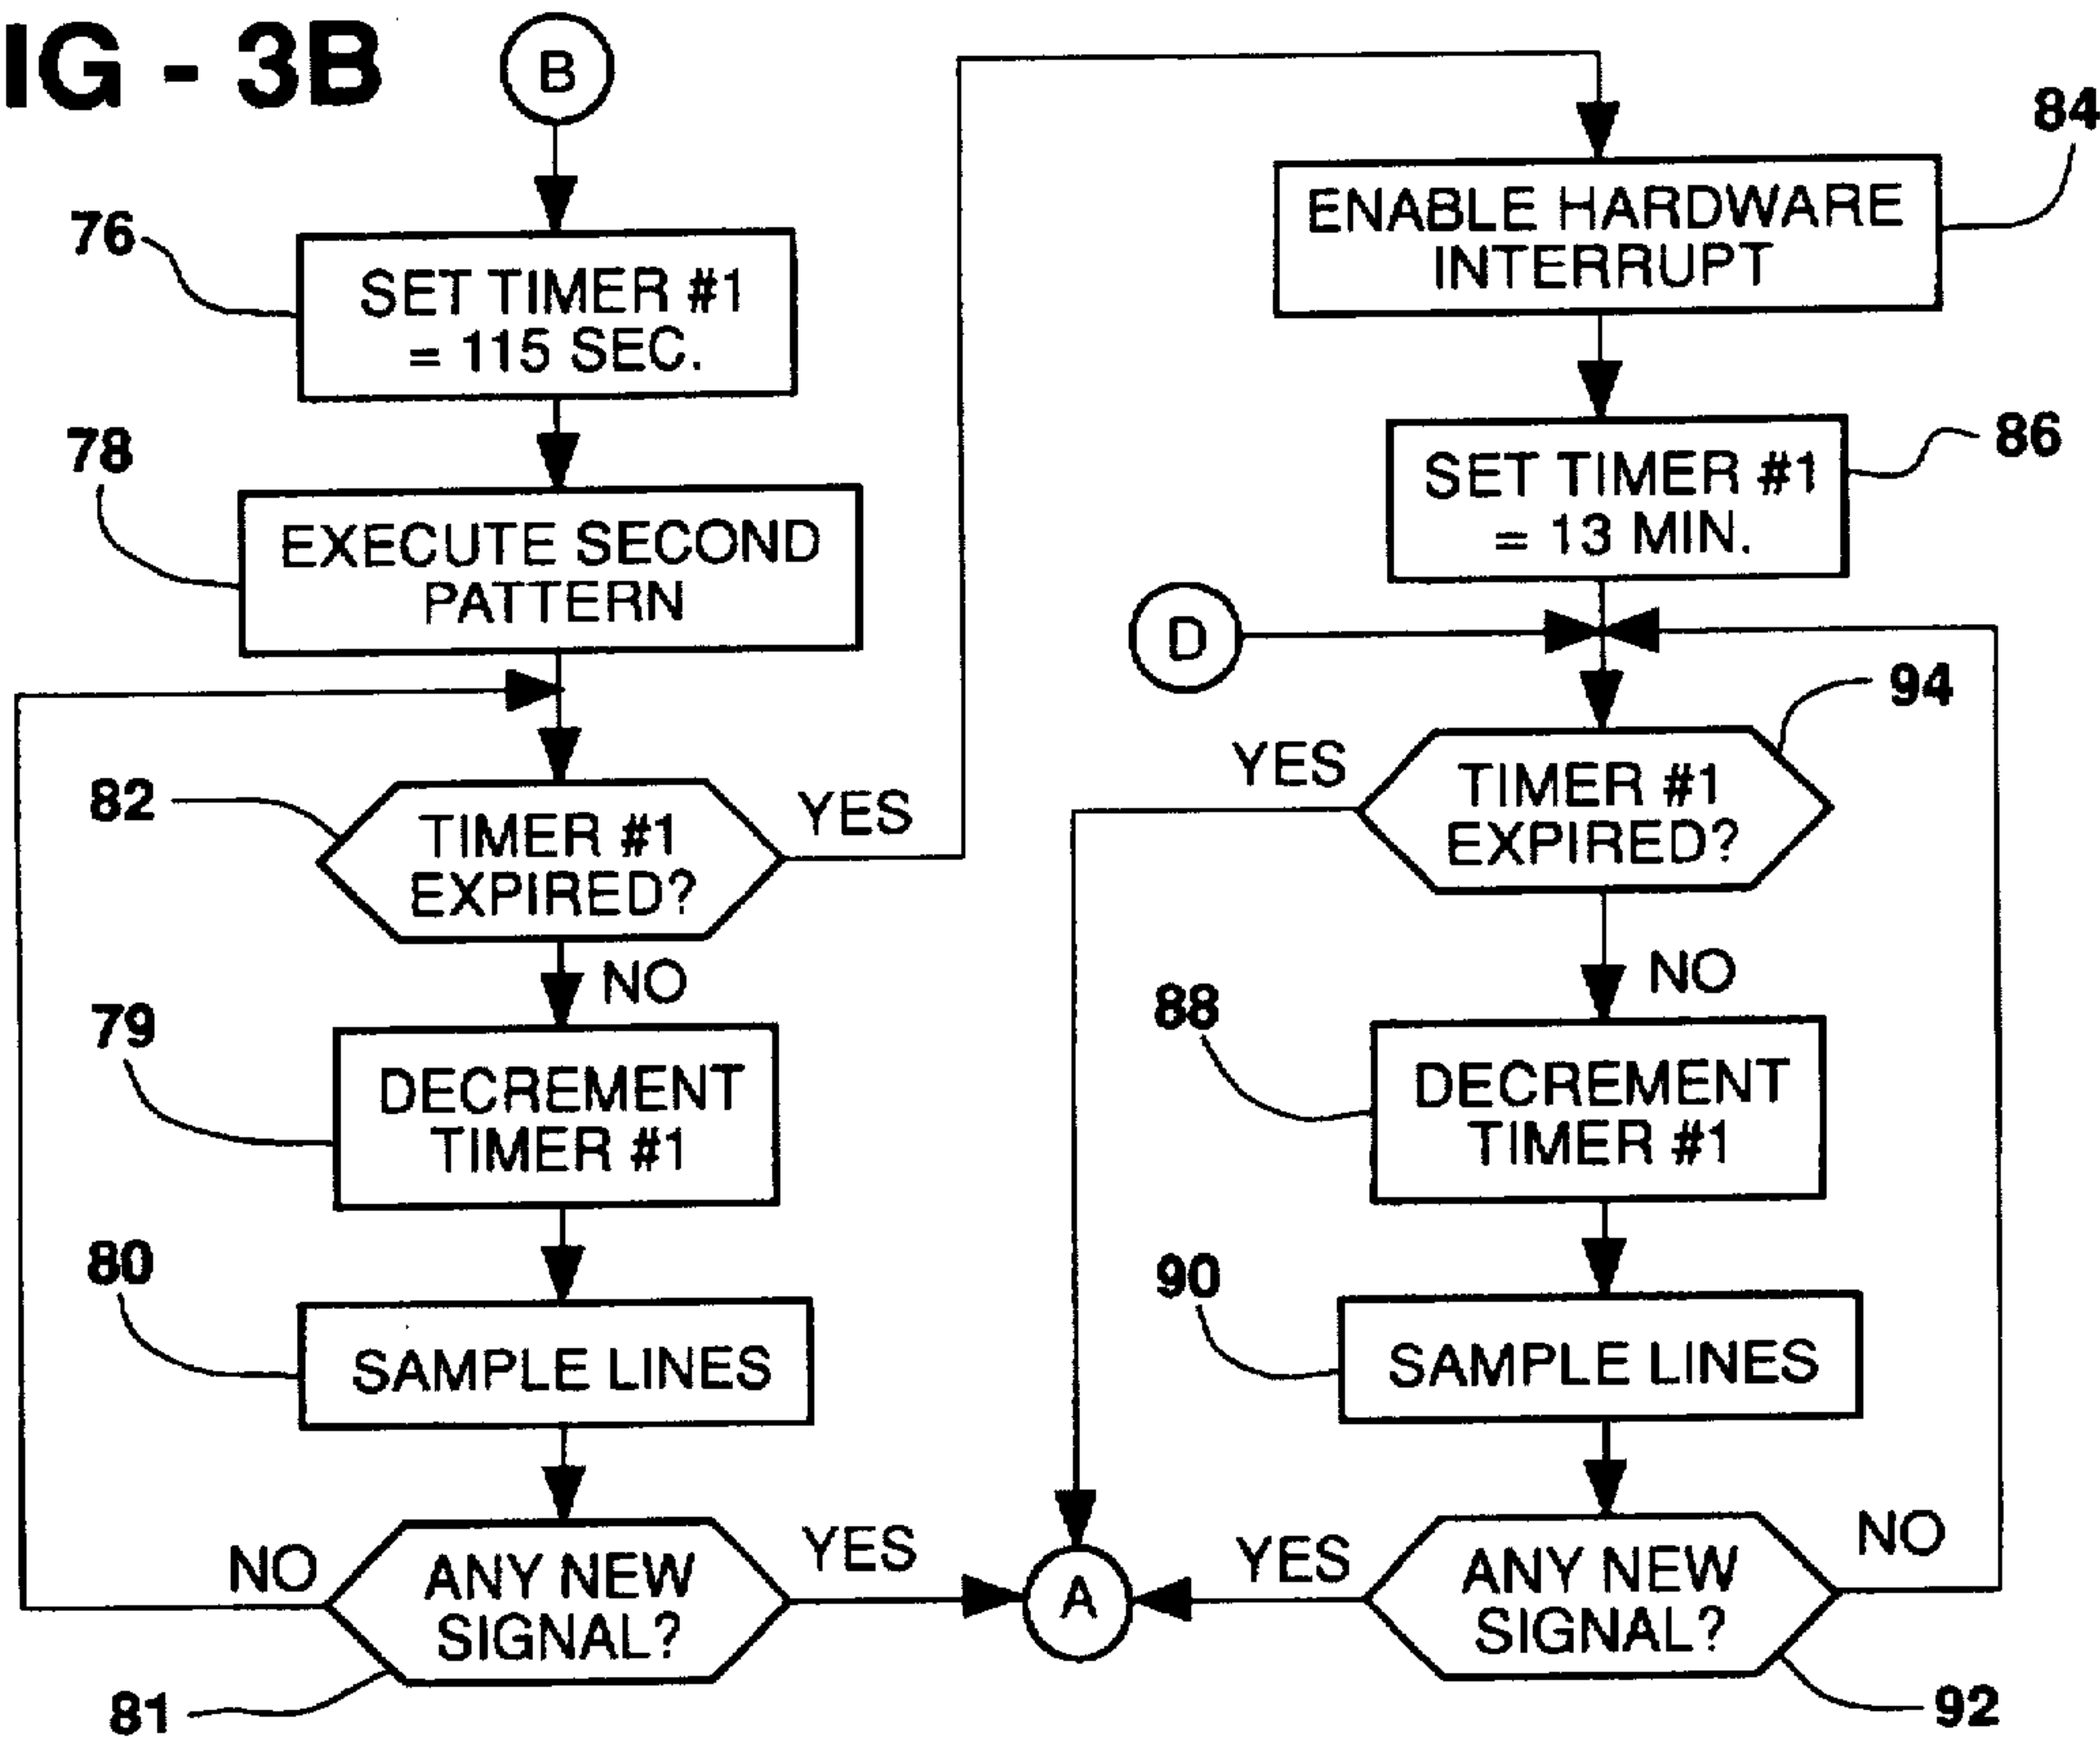 IG - 3B
B
76
SET TIMER #1
= 115 SEC.
78
EXECUTE SECOND
PATTERN
82
TIMER #1
EXPIRED?
YES
NO
79
DECREMENT
TIMER #1
80
SAMPLE LINES
NO
ANY NEW
SIGNAL?
YES
81
84
ENABLE HARDWARE
INTERRUPT
86
SET TIMER #1
= 13 MIN.
D
94
YES
TIMER #1
EXPIRED?
NO
88
DECREMENT
TIMER #1
90
SAMPLE LINES
A
YES
ANY NEW
SIGNAL?
NO
92